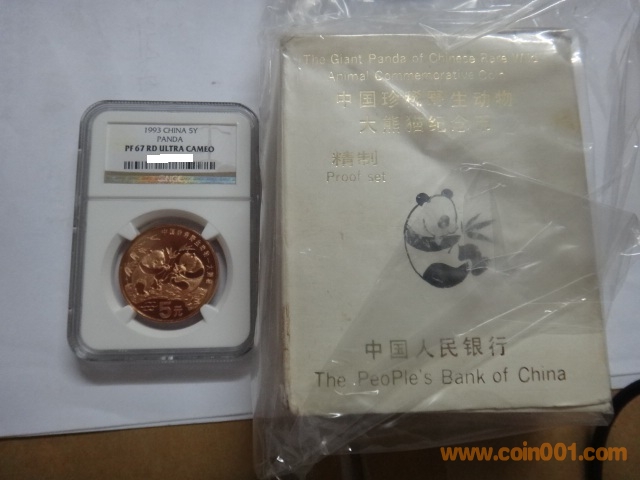 1993 CHINA 5Y
PANDA
PF 67 RD ULTRA CAMEO
5元
The Giant Panda of Chinese Rare Wild
Animal Commemorative Coin
中国珍稀野生动物
大熊猫纪念币
精制
Proof set
中国人民银行
The PeoPle's Bank of China
www.coin001.com